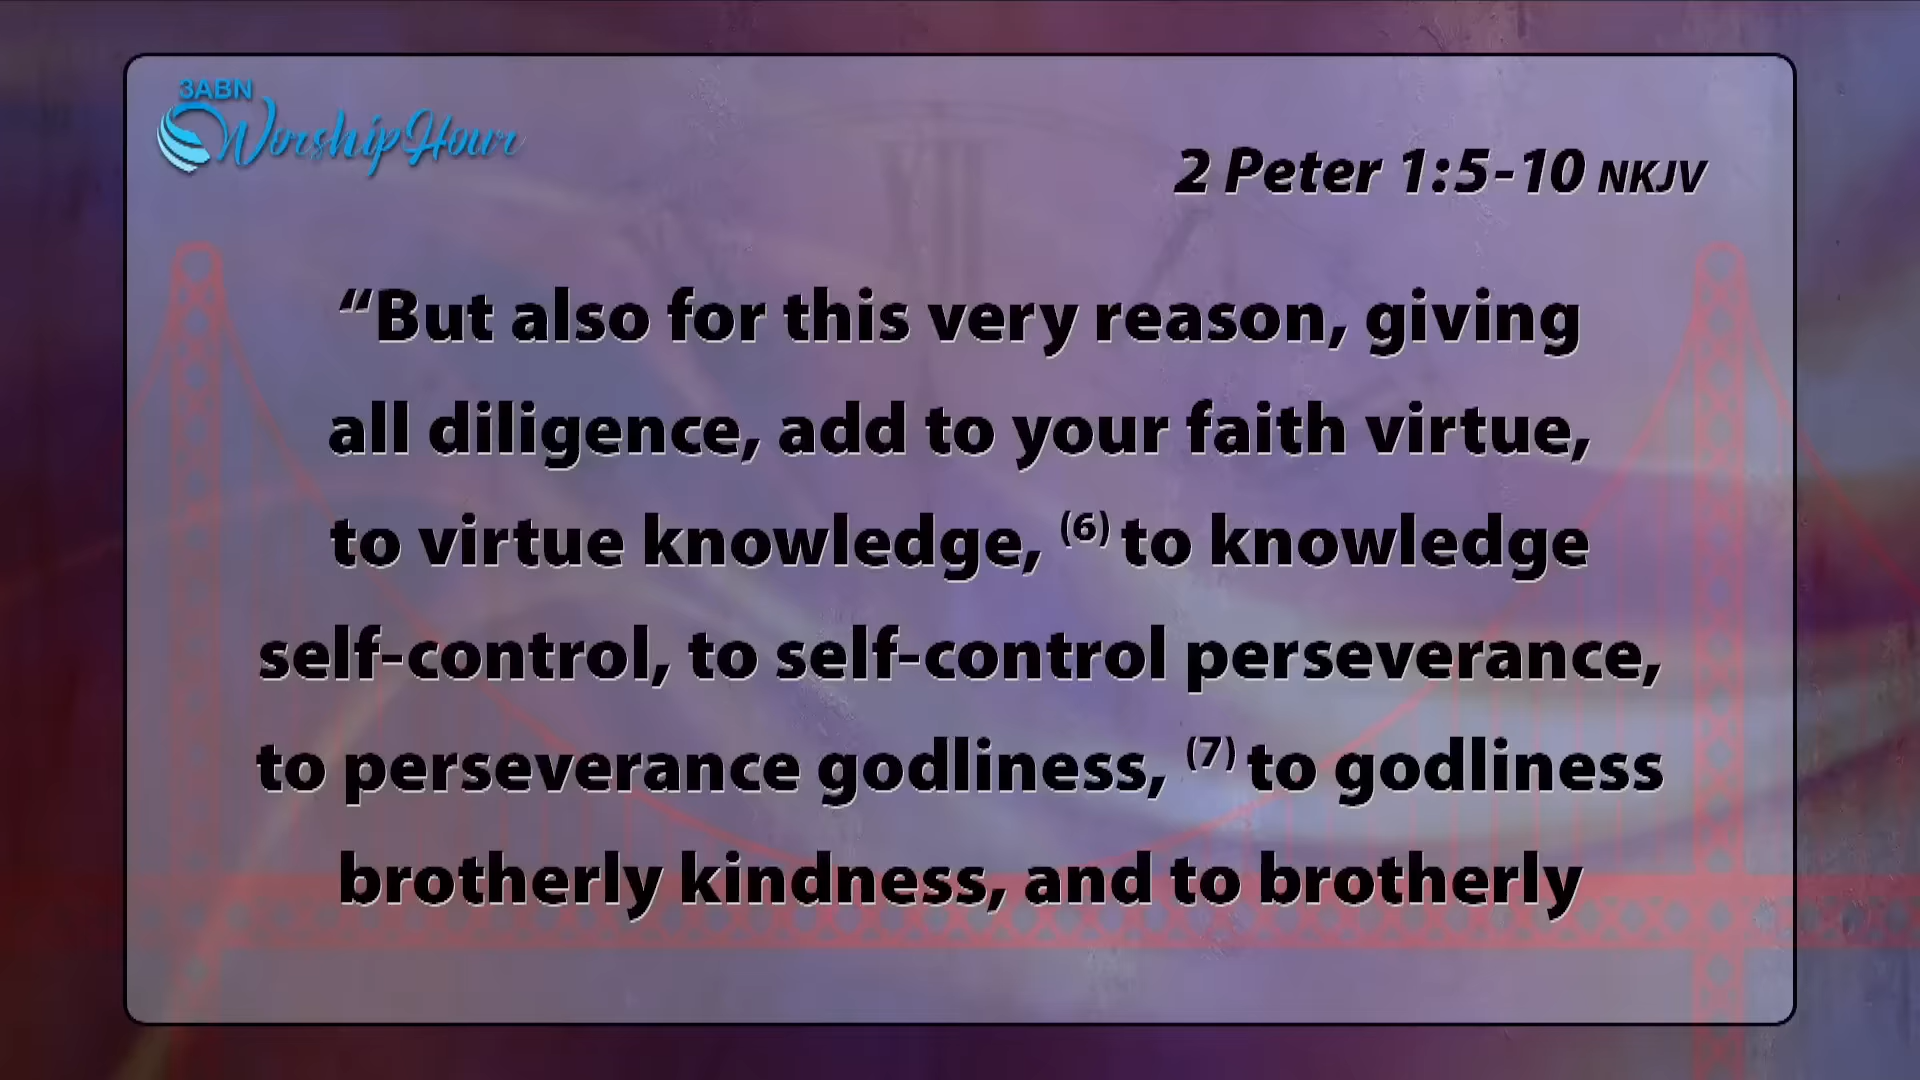 3ABN
Worship Hour
2 Peter 1:5-10 NKJV
“But also for this very reason, giving
all diligence, add to your faith virtue,
to virtue knowledge, (6) to knowledge
self-control, to self-control perseverance,
to perseverance godliness, (7) to godliness
brotherly kindness, and to brotherly